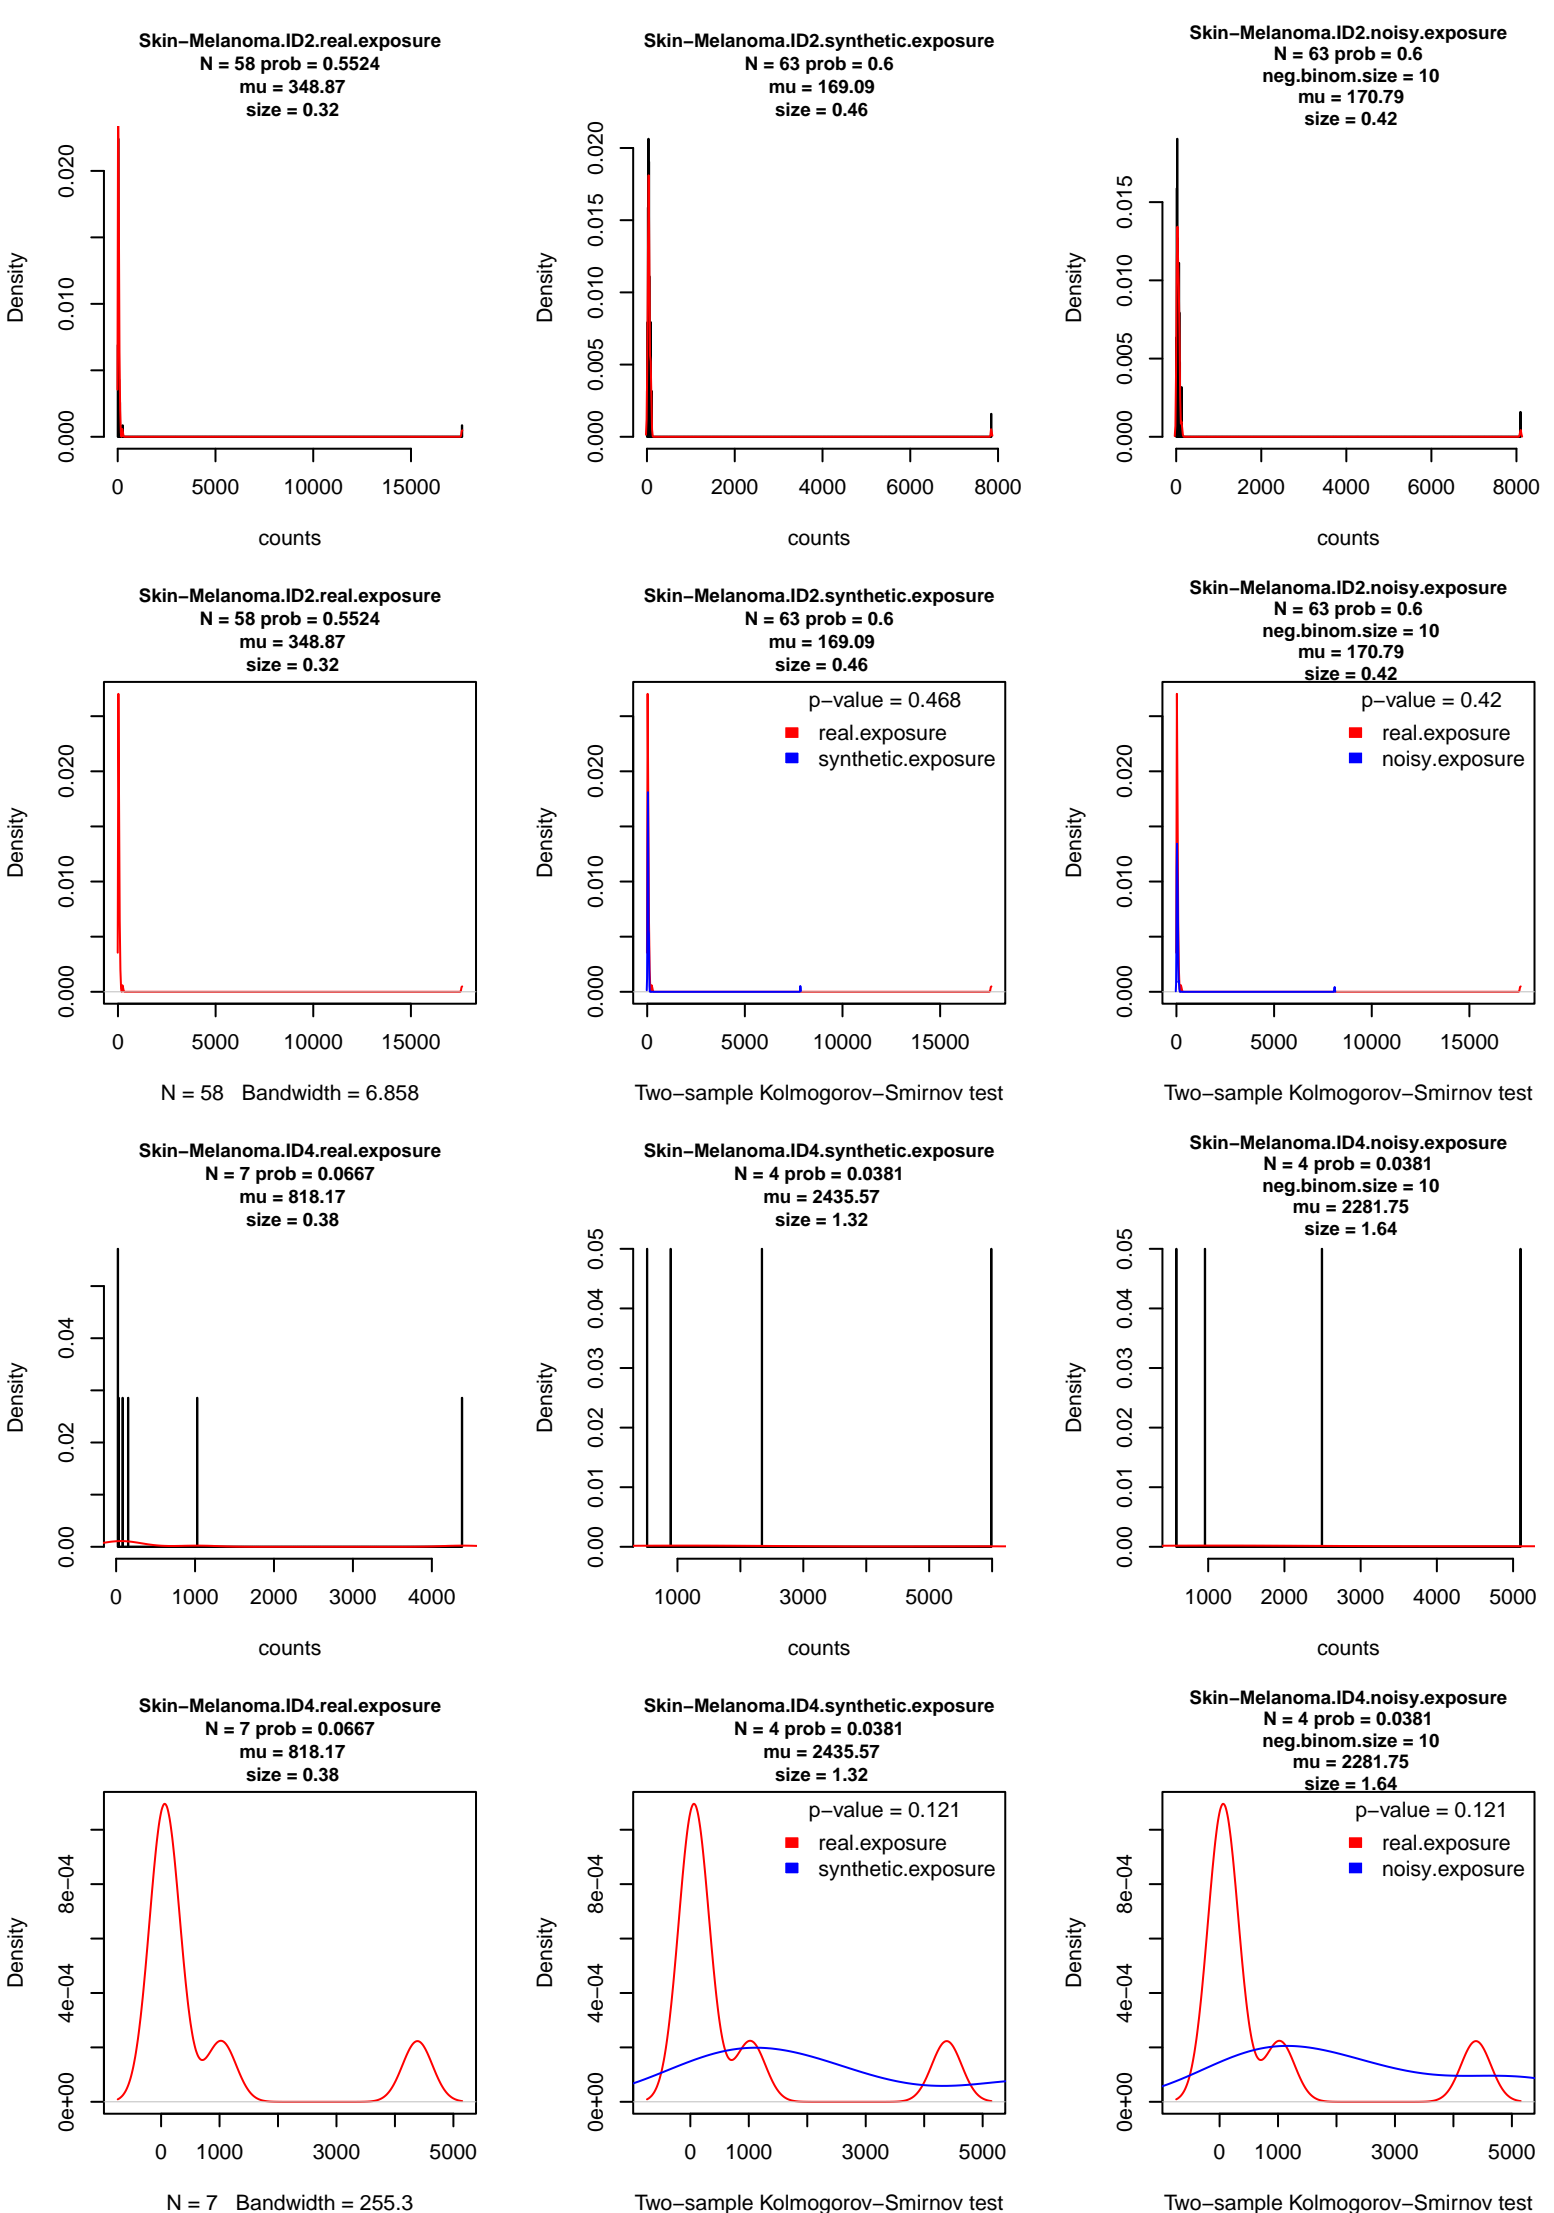 Skin−Melanoma.ID2.real.exposure
N = 58 prob = 0.5524
mu = 348.87
size = 0.32
Density
0.000 0.010 0.020
0 5000 10000 15000
counts
Skin−Melanoma.ID2.synthetic.exposure
N = 63 prob = 0.6
mu = 169.09
size = 0.46
Density
0.000 0.005 0.010 0.015 0.020
0 2000 4000 6000 8000
counts
Skin−Melanoma.ID2.noisy.exposure
N = 63 prob = 0.6
neg.binom.size = 10
mu = 170.79
size = 0.42
Density
0.000 0.005 0.010 0.015
0 2000 4000 6000 8000
counts
Skin−Melanoma.ID2.real.exposure
N = 58 prob = 0.5524
mu = 348.87
size = 0.32
Density
0.000 0.010 0.020
0 5000 10000 15000
N = 58 Bandwidth = 6.858
Skin−Melanoma.ID2.synthetic.exposure
N = 63 prob = 0.6
mu = 169.09
size = 0.46
p−value = 0.468
real.exposure
synthetic.exposure
Density
0.000 0.010 0.020
0 5000 10000 15000
Two−sample Kolmogorov−Smirnov test
Skin−Melanoma.ID2.noisy.exposure
N = 63 prob = 0.6
neg.binom.size = 10
mu = 170.79
size = 0.42
p−value = 0.42
real.exposure
noisy.exposure
Density
0.000 0.010 0.020
0 5000 10000 15000
Two−sample Kolmogorov−Smirnov test
Skin−Melanoma.ID4.real.exposure
N = 7 prob = 0.0667
mu = 818.17
size = 0.38
Density
0.00 0.02 0.04
0 1000 2000 3000 4000
counts
Skin−Melanoma.ID4.synthetic.exposure
N = 4 prob = 0.0381
mu = 2435.57
size = 1.32
Density
0.00 0.01 0.02 0.03 0.04 0.05
1000 3000 5000
counts
Skin−Melanoma.ID4.noisy.exposure
N = 4 prob = 0.0381
neg.binom.size = 10
mu = 2281.75
size = 1.64
Density
0.00 0.01 0.02 0.03 0.04 0.05
1000 2000 3000 4000 5000
counts
Skin−Melanoma.ID4.real.exposure
N = 7 prob = 0.0667
mu = 818.17
size = 0.38
Density
0e+00 4e−04 8e−04
0 1000 3000 5000
N = 7 Bandwidth = 255.3
Skin−Melanoma.ID4.synthetic.exposure
N = 4 prob = 0.0381
mu = 2435.57
size = 1.32
p−value = 0.121
real.exposure
synthetic.exposure
Density
0e+00 4e−04 8e−04
0 1000 3000 5000
Two−sample Kolmogorov−Smirnov test
Skin−Melanoma.ID4.noisy.exposure
N = 4 prob = 0.0381
neg.binom.size = 10
mu = 2281.75
size = 1.64
p−value = 0.121
real.exposure
noisy.exposure
Density
0e+00 4e−04 8e−04
0 1000 3000 5000
Two−sample Kolmogorov−Smirnov test